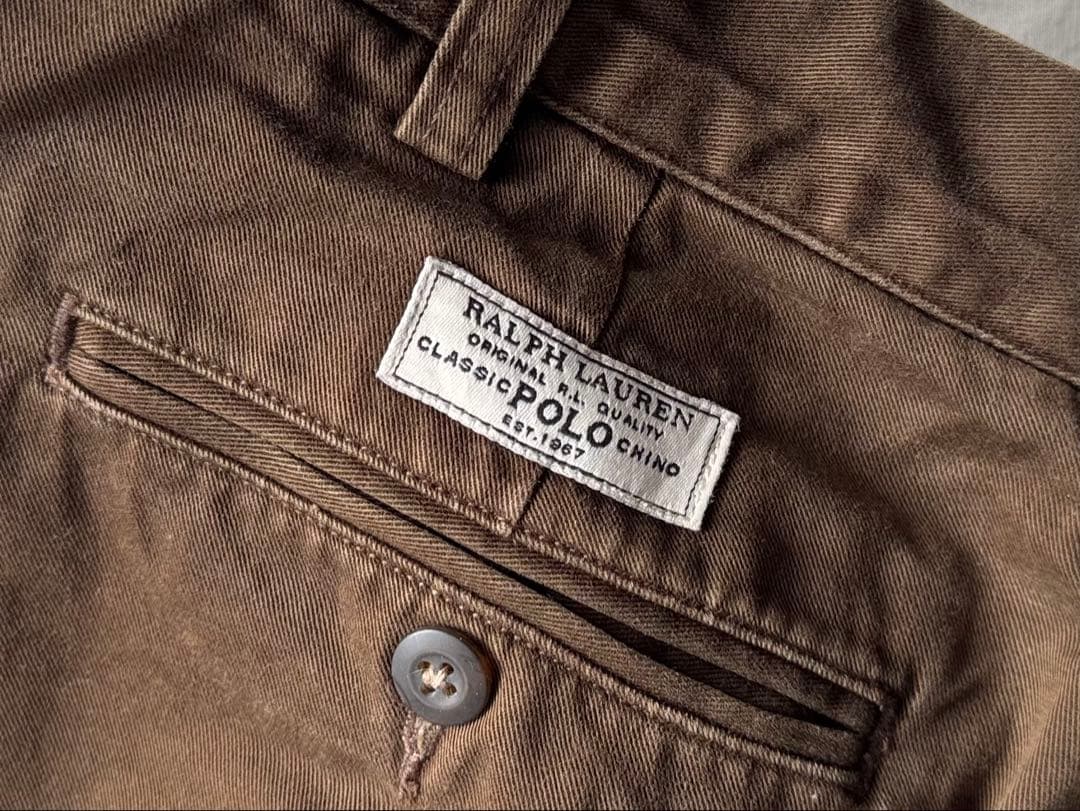 RALPH LAUREN
ORIGINAL R.L. QUALITY
CLASSIC POLO CHINO
EST. 1967